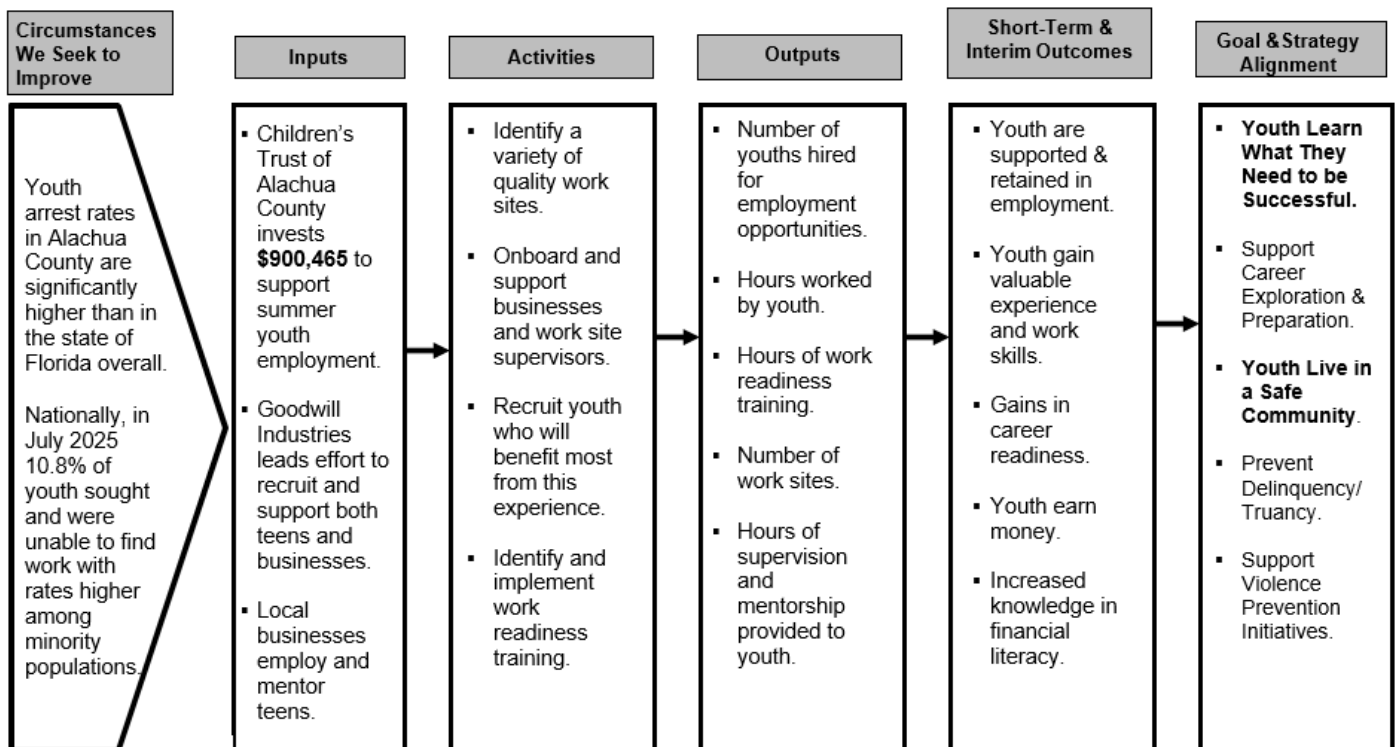 Circumstances
We Seek to
Improve
Inputs
Activities
Outputs
Short-Term &
Interim Outcomes
Goal & Strategy
Alignment
Youth
arrest rates
in Alachua
County are
significantly
higher than in
the state of
Florida overall.
Nationally, in
July 2025
10.8% of
youth sought
and were
unable to find
work with
rates higher
among
minority
populations.
▪ Children's
Trust of
Alachua
County
invests
$900,465 to
support
summer
youth
employment.
▪ Goodwill
Industries
leads effort to
recruit and
support both
teens and
businesses.
▪ Local
businesses
employ and
mentor
teens.
▪ Identify a
variety of
quality work
sites.
▪ Onboard and
support
businesses
and work site
supervisors.
▪ Recruit youth
who will
benefit most
from this
experience.
▪ Identify and
implement
work
readiness
training.
▪ Number of
youths hired
for
employment
opportunities.
▪ Hours worked
by youth.
▪ Hours of work
readiness
training.
▪ Number of
work sites.
▪ Hours of
supervision
and
mentorship
provided to
youth.
▪ Youth are
supported &
retained in
employment.
▪ Youth gain
valuable
experience
and work
skills.
▪ Gains in
career
readiness.
▪ Youth earn
money.
▪ Increased
knowledge in
financial
literacy.
▪ Youth Learn
What They
Need to be
Successful.
▪ Support
Career
Exploration &
Preparation.
▪ Youth Live in
a Safe
Community.
▪ Prevent
Delinquency/
Truancy.
▪ Support
Violence
Prevention
Initiatives.